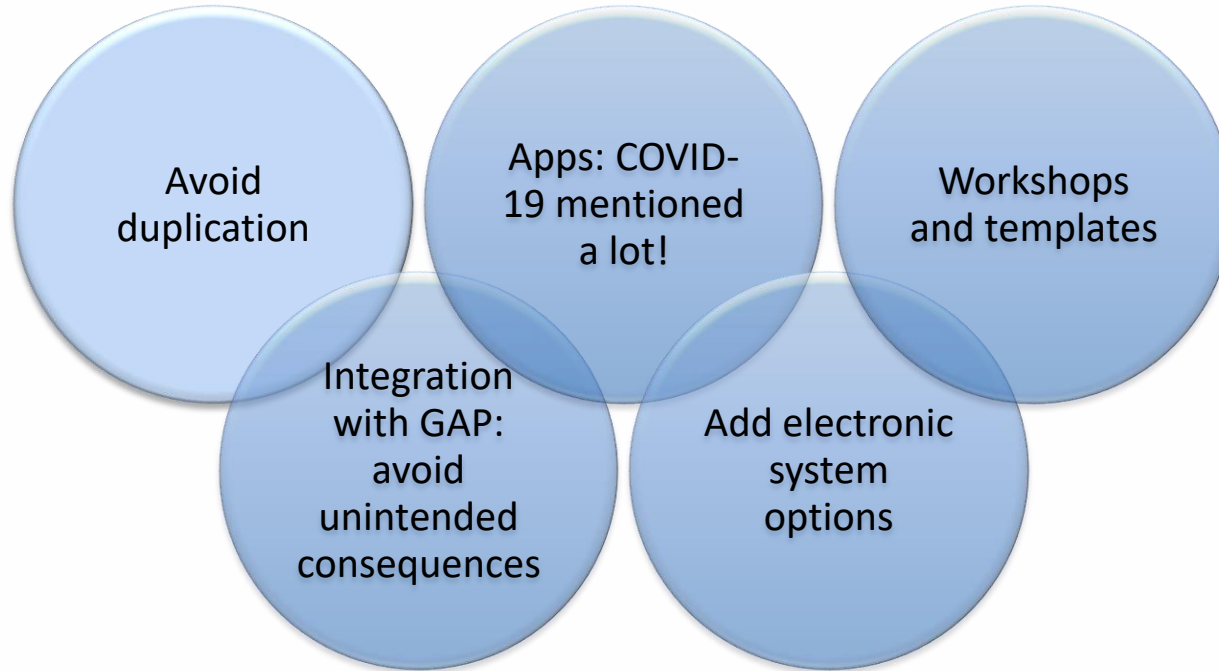 Avoid
duplication
Apps: COVID-
19 mentioned
a lot!
Workshops
and templates
Integration
with GAP:
avoid
unintended
consequences
Add electronic
system
options